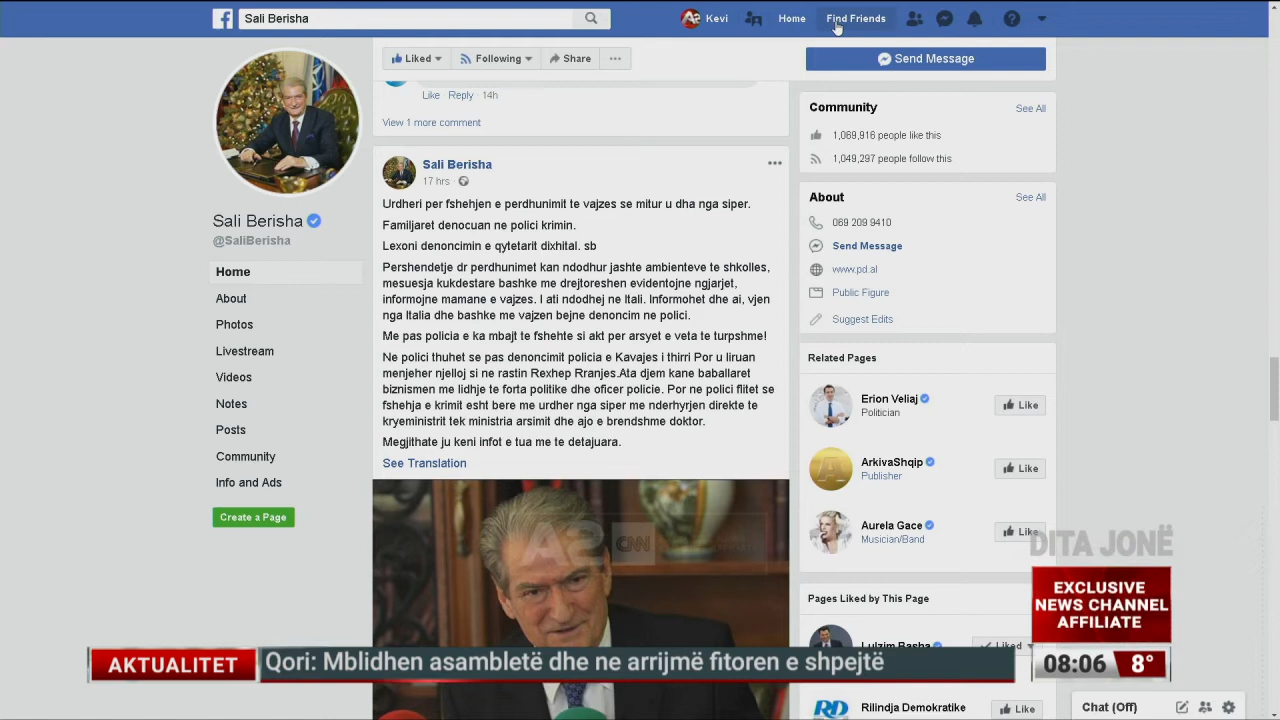 Sali Berisha
Kevi
Home
Find Friends
Liked
Following
Share
Send Message
Like · Reply · 14h
View 1 more comment
Sali Berisha
@SaliBerisha
Home
About
Photos
Livestream
Videos
Notes
Posts
Community
Info and Ads
Create a Page
Sali Berisha
17 hrs ·
Urdheri per fshehjen e perdhunimit te vajzes se mitur u dha nga siper.
Familjaret denocuan ne polici krimin.
Lexoni denoncimin e qytetarit dixhital. sb
Pershendetje dr perdhunimet kan ndodhur jashte ambienteve te shkolles,
mesuesja kukdestare bashke me drejtoreshen evidentojne ngjarjet,
informojne mamane e vajzes. I ati ndodhej ne Itali. Informohet dhe ai, vjen
nga Italia dhe bashke me vajzen bejne denoncim ne polici.
Me pas policia e ka mbajt te fshehte si akt per arsyet e veta te turpshme!
Ne polici thuhet se pas denoncimit policia e Kavajes i thirri Por u liruan
menjeher njelloj si ne rastin Rexhep Rranjes.Ata djem kane baballaret
biznismen me lidhje te forta politike dhe oficer policie. Por ne polici flitet se
fshehja e krimit esht bere me urdher nga siper me nderhyrjen direkte te
kryeministrit tek ministria arsimit dhe ajo e brendshme doktor.
Megjithate ju keni infot e tua me te detajuara.
See Translation
A2 CNN
Community
See All
1,069,916 people like this
1,049,297 people follow this
About
See All
069 209 9410
Send Message
www.pd.al
Public Figure
Suggest Edits
Related Pages
Erion Veliaj
Politician
Like
ArkivaShqip
Publisher
Like
Aurela Gace
Musician/Band
Like
Pages Liked by This Page
Lulzim Basha
Liked
Rilindja Demokratike
Like
DITA JONË
EXCLUSIVE
NEWS CHANNEL
AFFILIATE
AKTUALITET
Qori: Mblidhen asambletë dhe ne arrijmë fitoren e shpejtë
08:06 8°
Chat (Off)